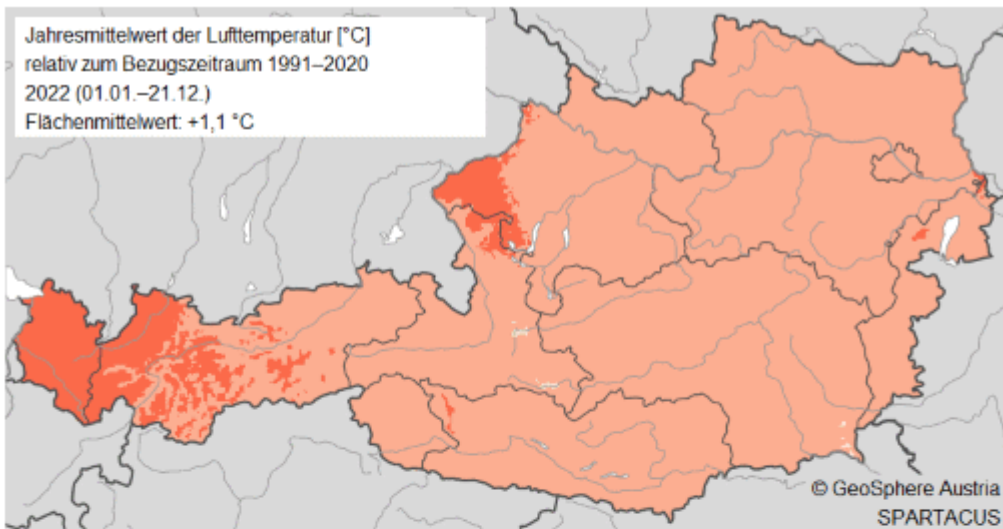 Jahresmittelwert der Lufttemperatur [°C]
relativ zum Bezugszeitraum 1991–2020
2022 (01.01.–21.12.)
Flächenmittelwert: +1,1 °C
© GeoSphere Austria
SPARTACUS